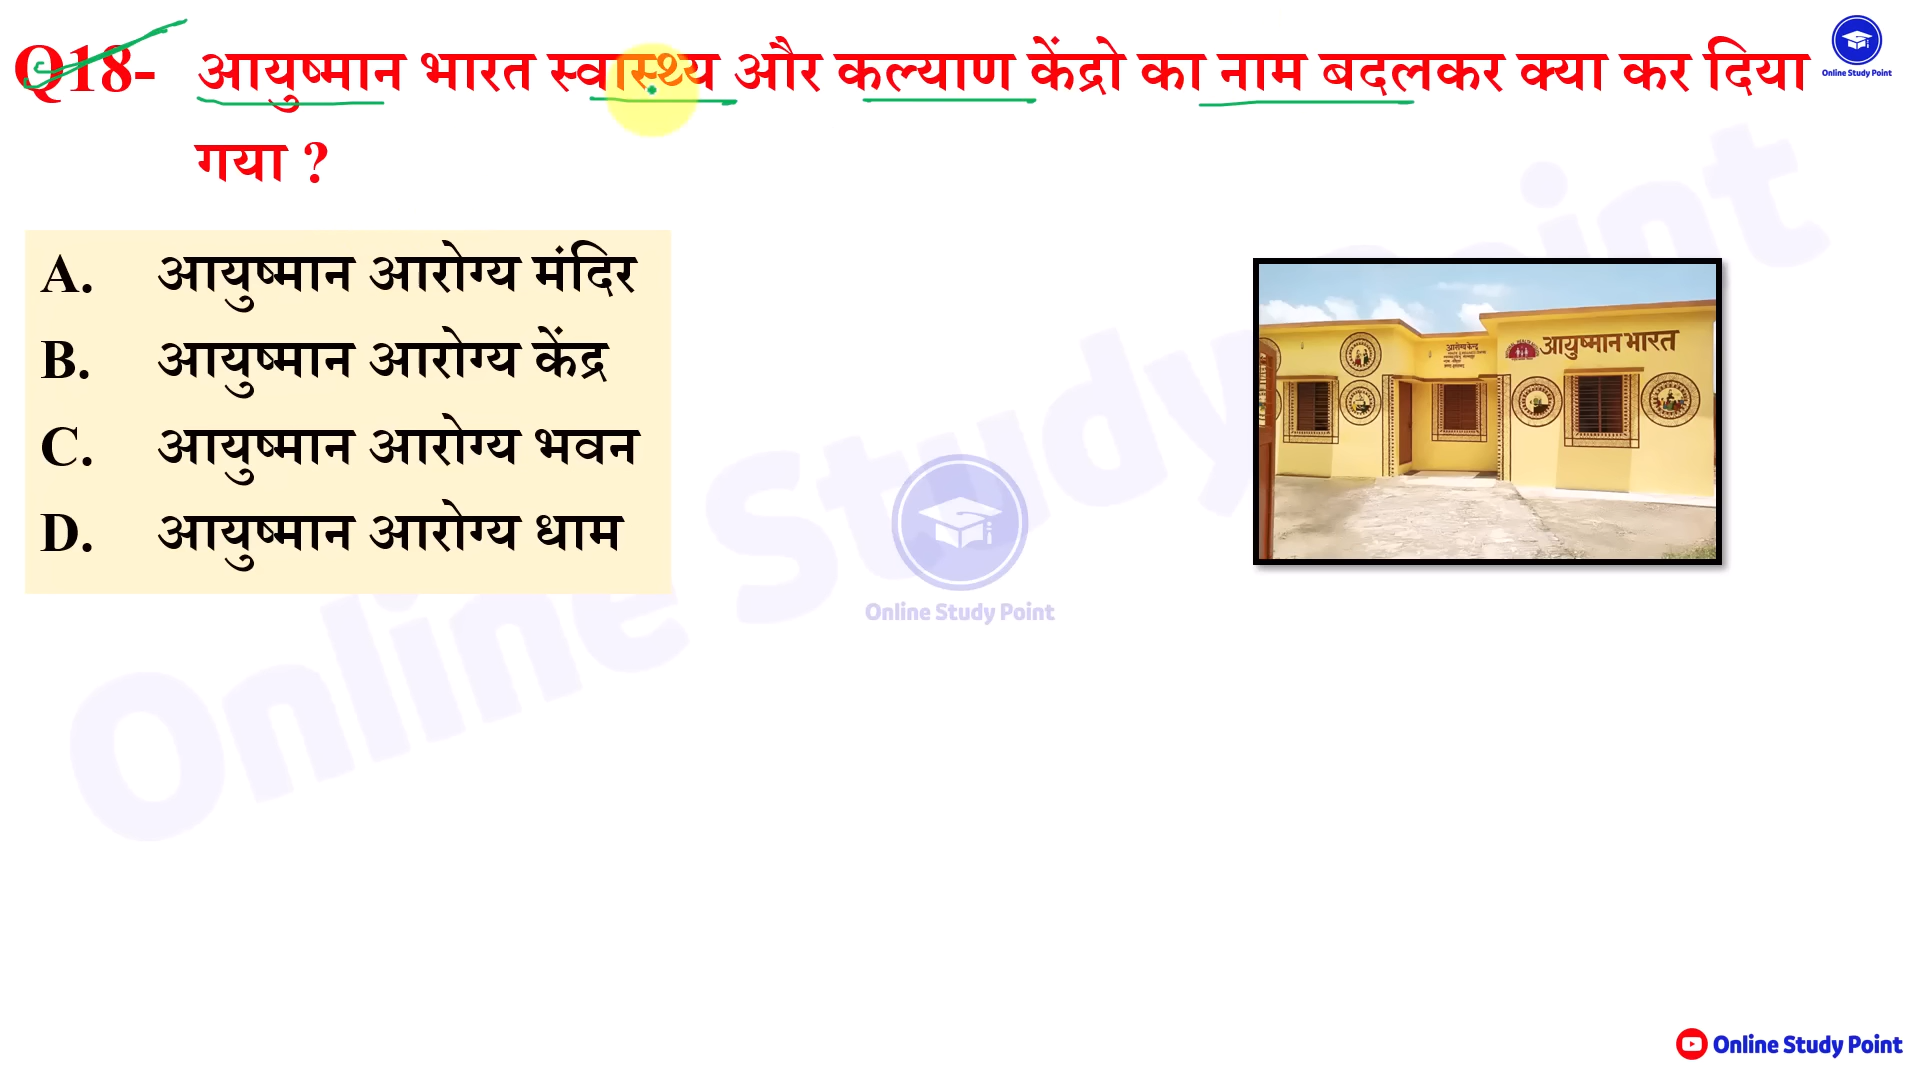 Q18- आयुष्मान भारत स्वास्थ्य और कल्याण केंद्रो का नाम बदलकर क्या कर दिया
गया ?
Online Study Point
A. आयुष्मान आरोग्य मंदिर
B. आयुष्मान आरोग्य केंद्र
C. आयुष्मान आरोग्य भवन
D. आयुष्मान आरोग्य धाम
आयुष्मान भारत
आरोग्य केन्द्र
Online Study Point
Online Study Point
Online Study Point